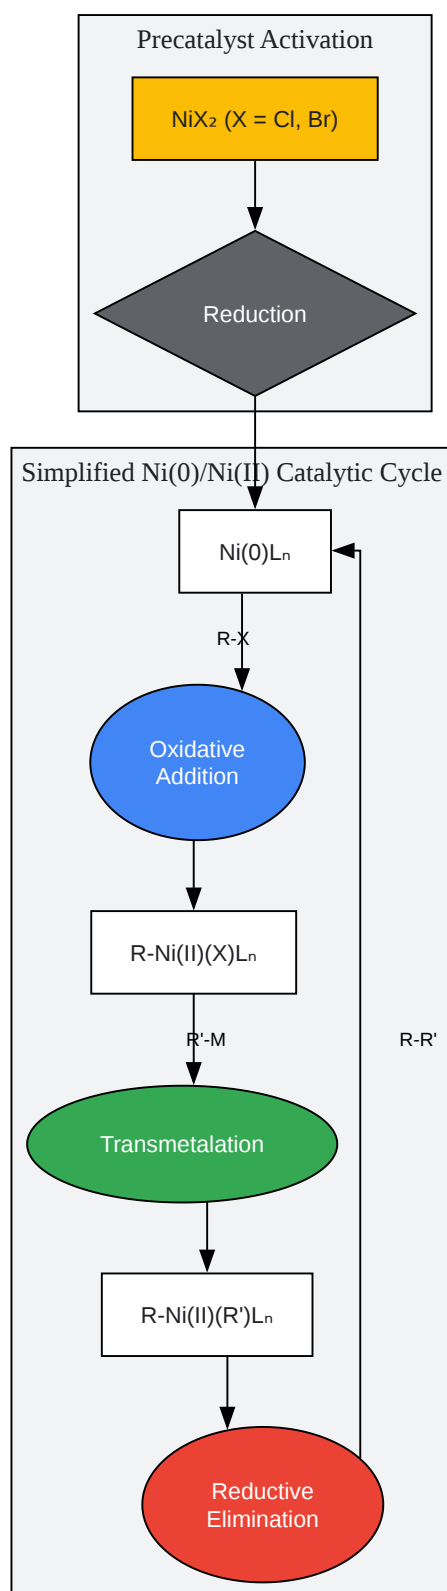 Precatalyst Activation
NiX₂ (X = Cl, Br)
Reduction
Simplified Ni(0)/Ni(II) Catalytic Cycle
Ni(0)Lₙ
R-X
Oxidative
Addition
R-Ni(II)(X)Lₙ
R'-M
R-R'
Transmetalation
R-Ni(II)(R')Lₙ
Reductive
Elimination